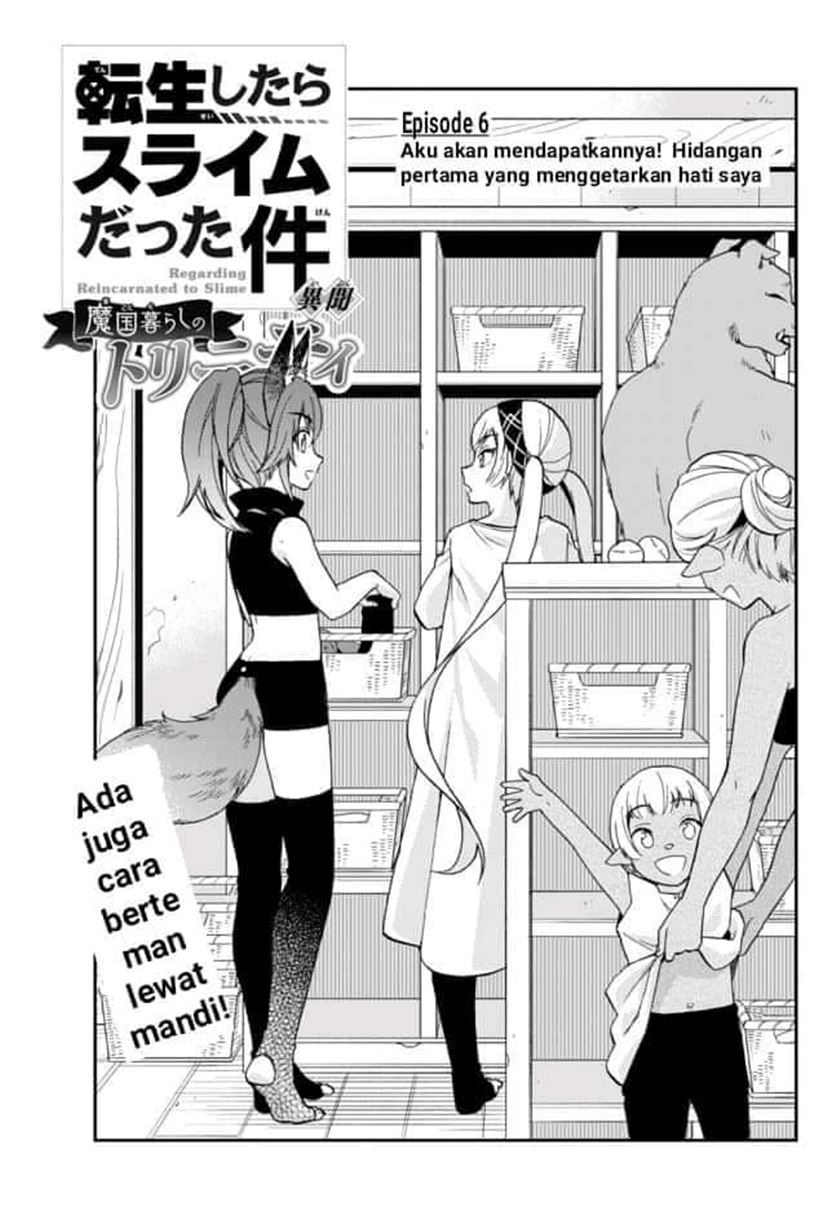 転生したら
スライム
だった件
Regarding
Reincarnated to Slime
異聞
魔国暮らしの
トリニティ
Episode 6
Aku akan mendapatkannya! Hidangan
pertama yang menggetarkan hati saya
Ada
juga
cara
berte
man
lewat
mandi!